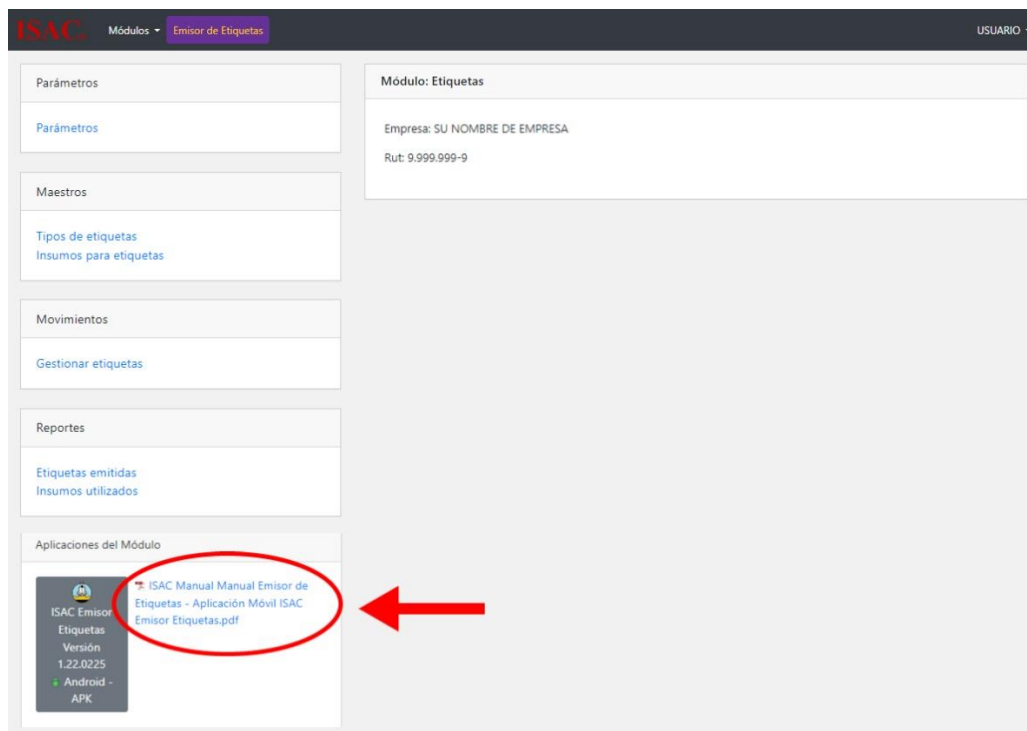 ISAC Módulos Emisor de Etiquetas USUARIO
Parámetros
Parámetros
Maestros
Tipos de etiquetas
Insumos para etiquetas
Movimientos
Gestionar etiquetas
Reportes
Etiquetas emitidas
Insumos utilizados
Aplicaciones del Módulo
ISAC Emisor
Etiquetas
Versión
1.22.0225
Android -
APK
ISAC Manual Manual Emisor de
Etiquetas - Aplicación Móvil ISAC
Emisor Etiquetas.pdf
Módulo: Etiquetas
Empresa: SU NOMBRE DE EMPRESA
Rut: 9.999.999-9